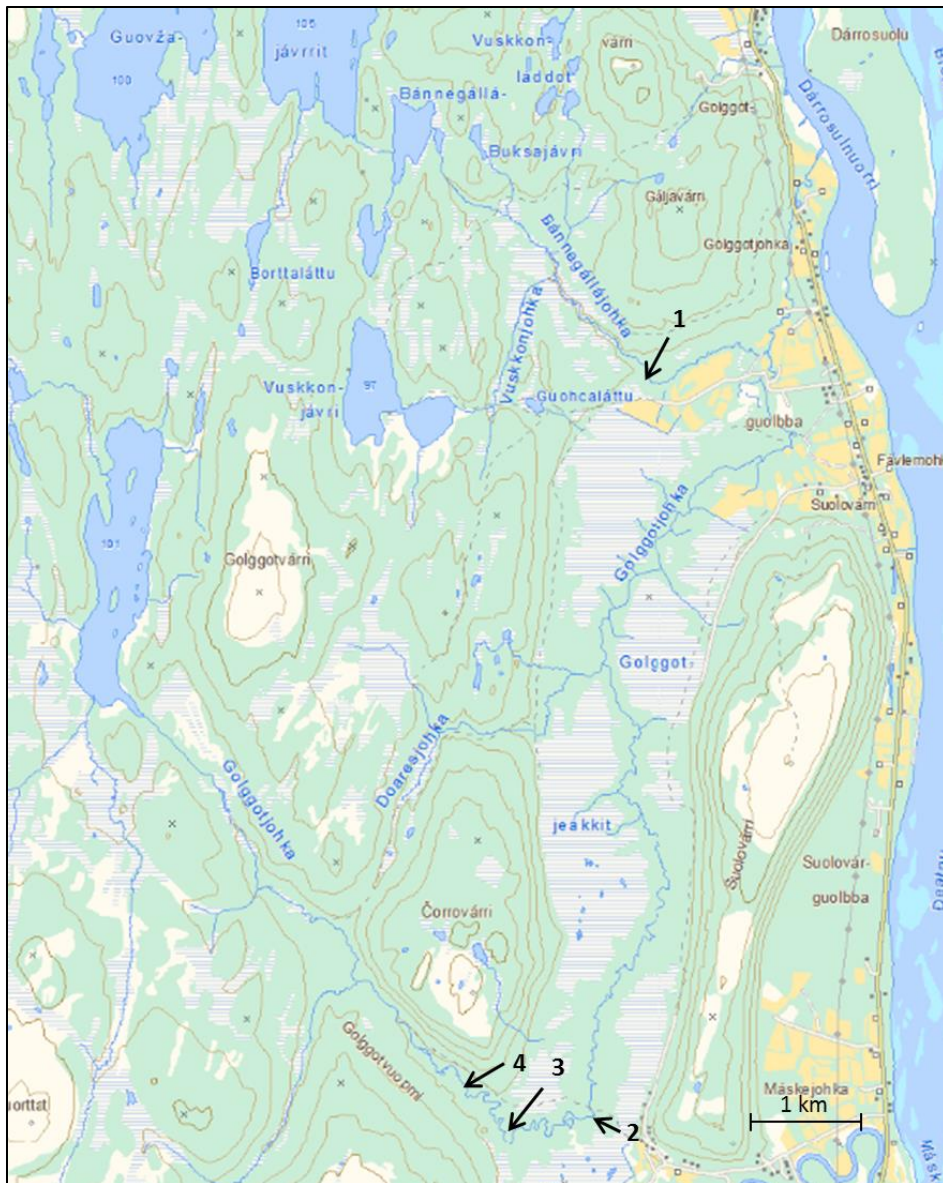 Guovža-
105
jávrrit
100
Vuskkon-
laddot
várri
Dárrosuolu
Bánnegállá-
Golggot-
Dárrosulnuorri
Buksajávri
Gáljavárri
Bánnegállájohka
Golggotjohka
Borttaláttu
1
Vuskkonjohka
97
Vuskkon-
jávri
Guohcaláttu
guolbba
Suolovárri
Golggotjohka
101
Golggotvárri
Golggot-
Doaresjohka
Golggotjohka
jeakkit
Suolovárri
Suolovár-
guolbba
Čorrovárri
4
3
Golggotvuopmi
Máskejohka
1 km
2